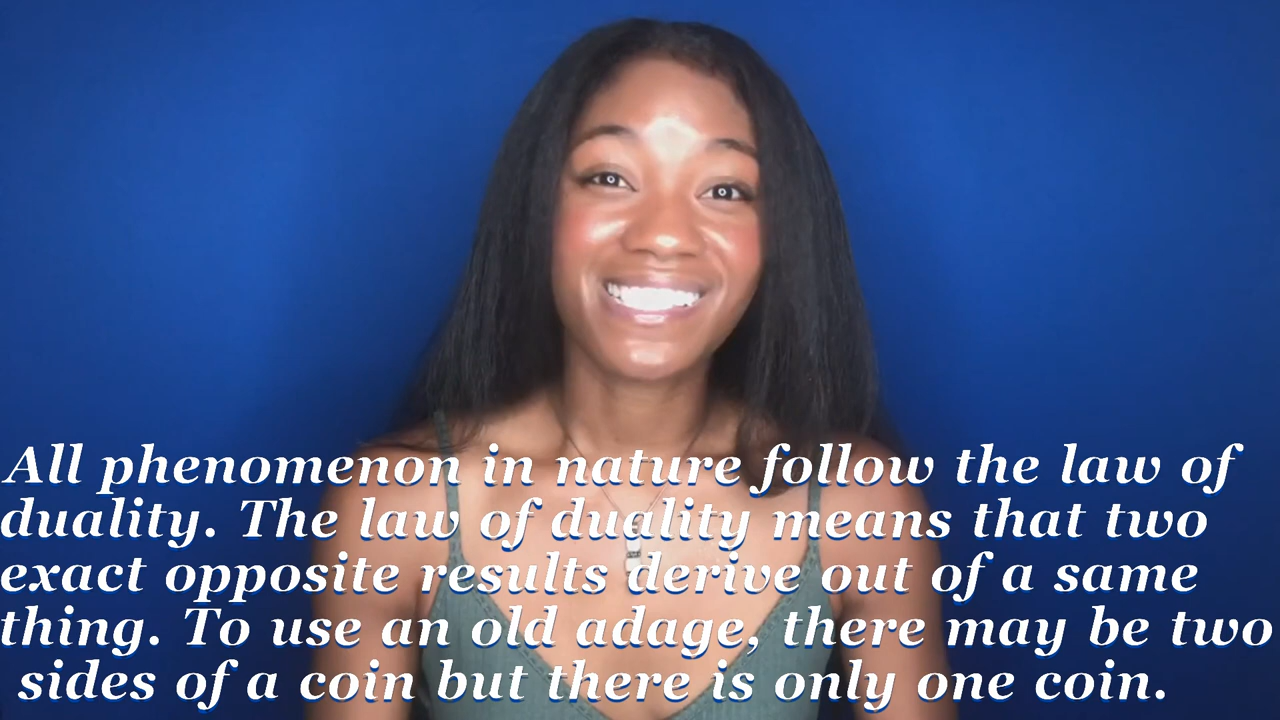 All phenomenon in nature follow the law of
duality. The law of duality means that two
exact opposite results derive out of a same
thing. To use an old adage, there may be two
sides of a coin but there is only one coin.